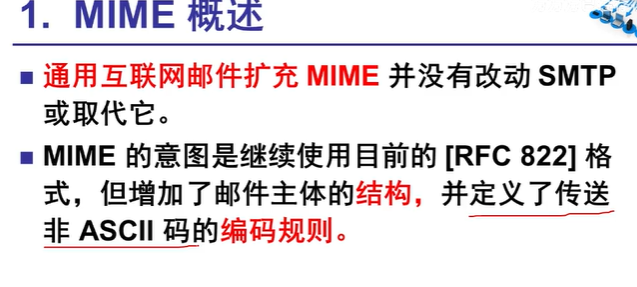 1. MIME 概述
■ 通用互联网邮件扩充 MIME 并没有改动 SMTP
或取代它。
■ MIME 的意图是继续使用目前的 [RFC 822] 格
式，但增加了邮件主体的结构，并定义了传送
非 ASCII 码的编码规则。